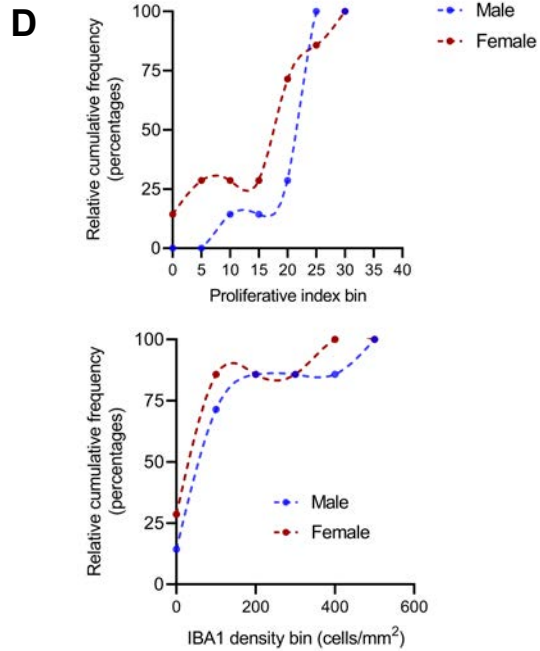 D
Relative cumulative frequency
(percentages)
100
75
50
25
0
0 5 10 15 20 25 30 35 40
Proliferative index bin
Male
Female
Relative cumulative frequency
(percentages)
100
75
50
25
0
Male
Female
0 200 400 600
IBA1 density bin (cells/mm²)